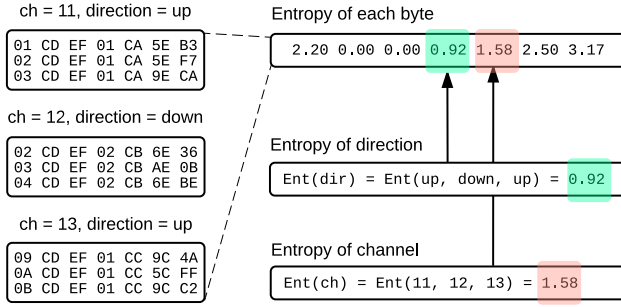 ch = 11, direction = up
01 CD EF 01 CA 5E B3
02 CD EF 01 CA 5E F7
03 CD EF 01 CA 9E CA
ch = 12, direction = down
02 CD EF 02 CB 6E 36
03 CD EF 02 CB AE 0B
04 CD EF 02 CB 6E BE
ch = 13, direction = up
09 CD EF 01 CC 9C 4A
0A CD EF 01 CC 5C FF
0B CD EF 01 CC 9C C2
Entropy of each byte
2.20 0.00 0.00 0.92 1.58 2.50 3.17
Entropy of direction
Ent(dir) = Ent(up, down, up) = 0.92
Entropy of channel
Ent(ch) = Ent(11, 12, 13) = 1.58